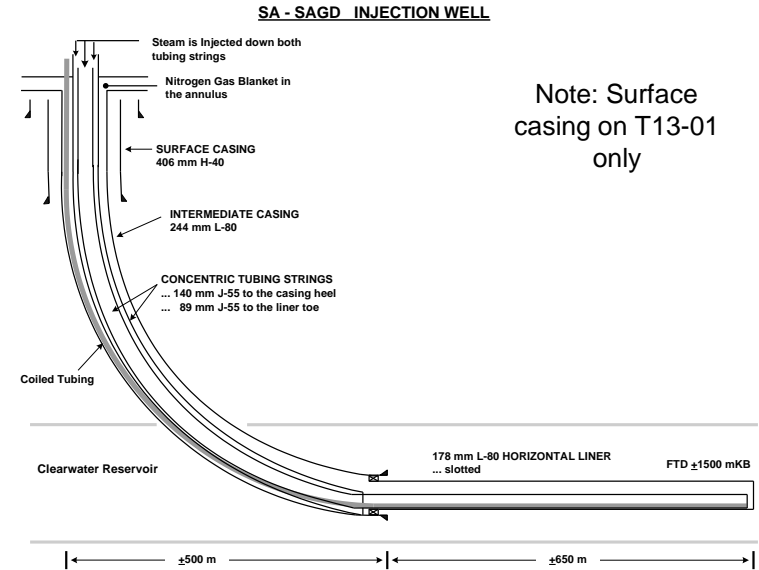 SA - SAGD INJECTION WELL
Steam is Injected down both
tubing strings
Nitrogen Gas Blanket in
the annulus
Note: Surface
casing on T13-01
only
SURFACE CASING
406 mm H-40
INTERMEDIATE CASING
244 mm L-80
CONCENTRIC TUBING STRINGS
... 140 mm J-55 to the casing heel
... 89 mm J-55 to the liner toe
Coiled Tubing
178 mm L-80 HORIZONTAL LINER
... slotted
FTD ±1500 mKB
Clearwater Reservoir
±500 m
±650 m